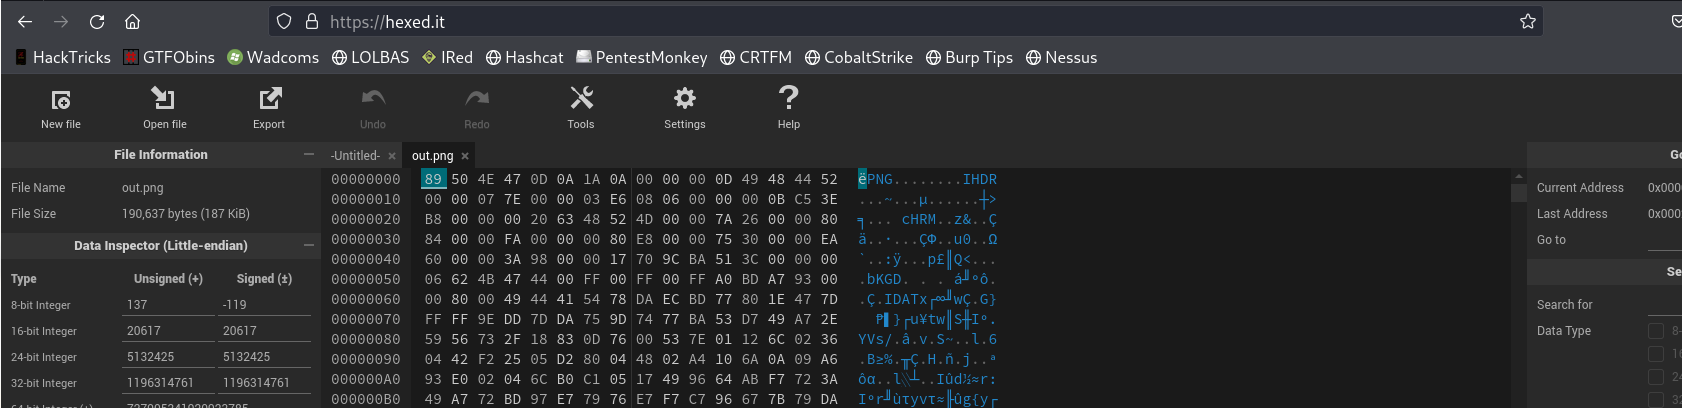 https://hexed.it
HackTricks GTFObins Wadcoms LOLBAS IRed Hashcat PentestMonkey CRTFM CobaltStrike Burp Tips Nessus
New file Open file Export Undo Redo Tools Settings Help
File Information
File Name out.png
File Size 190,637 bytes (187 KiB)
Data Inspector (Little-endian)
Type Unsigned (+) Signed (±)
8-bit Integer 137 -119
16-bit Integer 20617 20617
24-bit Integer 5132425 5132425
32-bit Integer 1196314761 1196314761
-Untitled- × out.png ×
00000000 89 50 4E 47 0D 0A 1A 0A 00 00 00 0D 49 48 44 52 ëPNG........IHDR
00000010 00 00 07 7E 00 00 03 E6 08 06 00 00 00 0B C5 3E ...~...µ......┼>
00000020 B8 00 00 00 20 63 48 52 4D 00 00 7A 26 00 00 80 ╕... cHRM..z&..Ç
00000030 84 00 00 FA 00 00 00 80 E8 00 00 75 30 00 00 EA ä..·...ÇΦ..u0..Ω
00000040 60 00 00 3A 98 00 00 17 70 9C BA 51 3C 00 00 00 `..:ÿ...p£║Q<...
00000050 06 62 4B 47 44 00 FF 00 FF 00 FF A0 BD A7 93 00
00000060 00 80 00 49 44 41 54 78 DA EC BD 77 80 1E 47 7D .Ç.IDATx┌∞╜wÇ.G}
00000070 FF FF 9E DD 7D DA 75 9D 74 77 BA 53 D7 49 A7 2E
00000080 59 56 73 2F 18 83 0D 76 00 53 7E 01 12 6C 02 36 YVs/.â.v.S~..l.6
00000090 04 42 F2 25 05 D2 80 04 48 02 A4 10 6A 0A 09 A6 .B≥%.╥Ç.H.ñ.j..ª
000000A0 93 E0 02 04 6C B0 C1 05 17 49 96 64 AB F7 72 3A ôα..l░┴..Iûd½≈r:
000000B0 49 A7 72 BD 97 E7 79 76 E7 F7 C7 96 67 7B 79 DA Iºr╜ùτyvτ≈╟ûg{y┌
Current Address 0x000
Last Address 0x000
Go to
Search for
Data Type